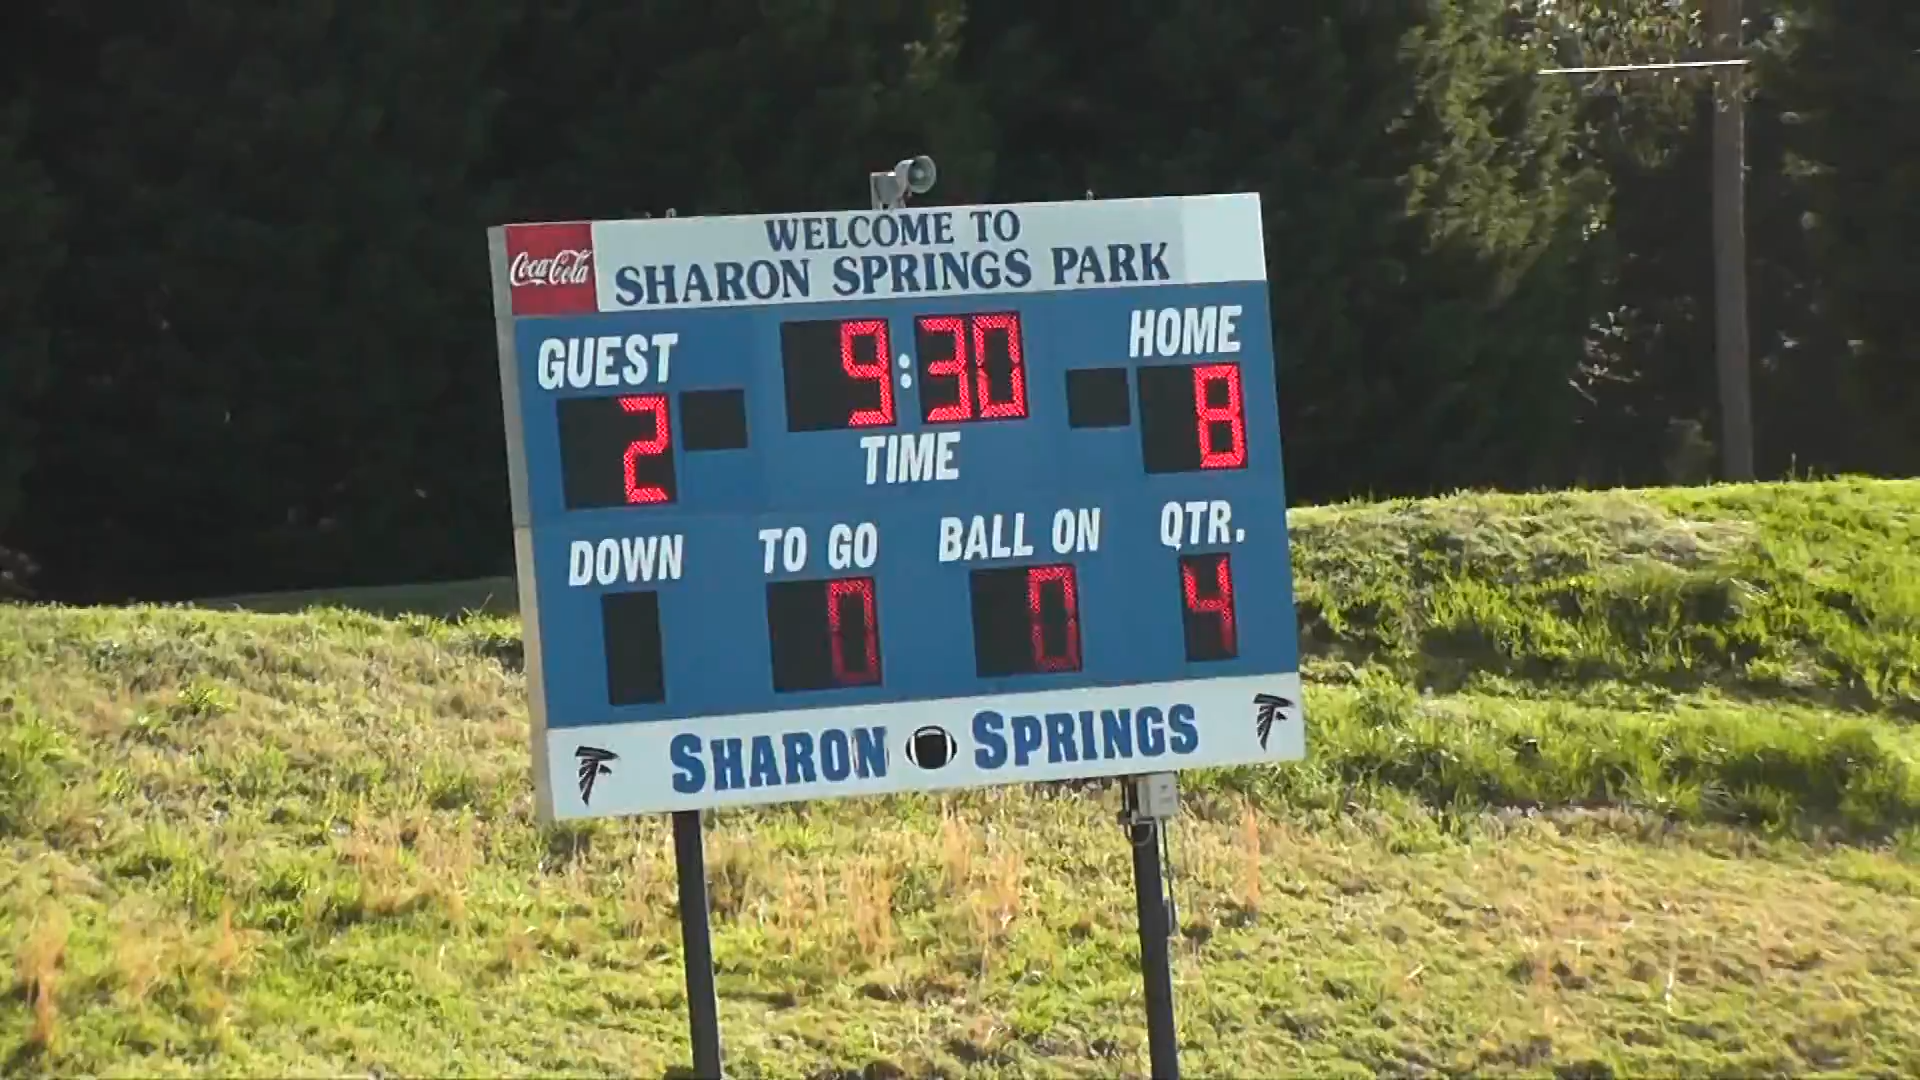 WELCOME TO
Coca-Cola SHARON SPRINGS PARK
GUEST 9:30 HOME
2 8
TIME
DOWN TO GO BALL ON QTR.
0 0 4
SHARON SPRINGS